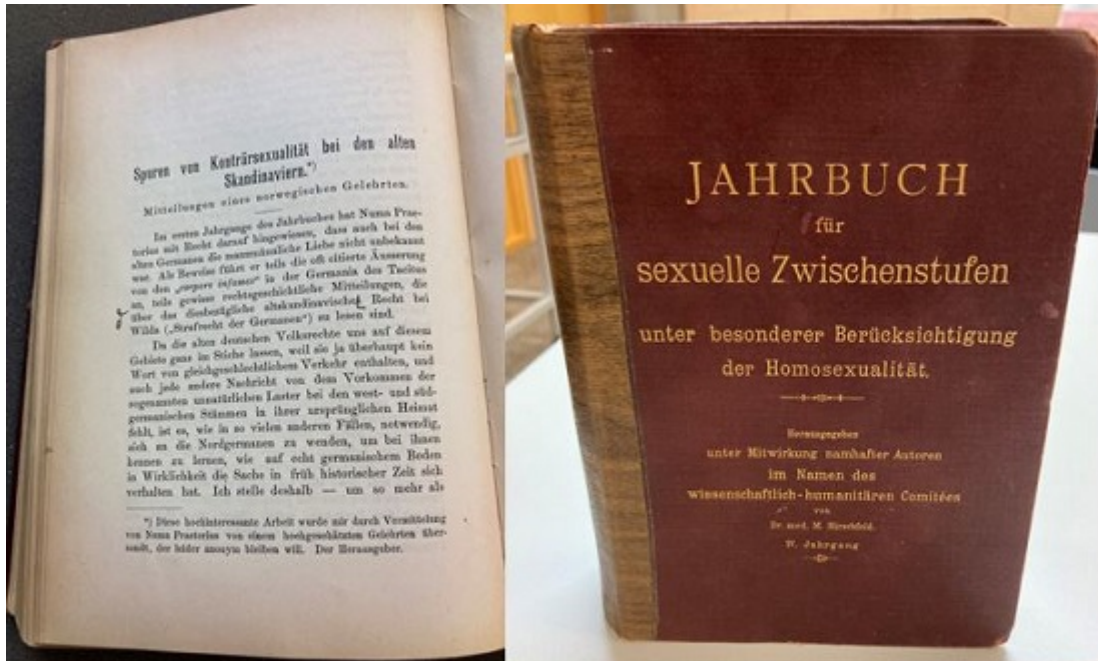 Spuren von Konträrsexualität bei den alten
Skandinaviern.*)
Mitteilungen eines norwegischen Gelehrten.
Im ersten Jahrgange des Jahrbuches hat Numa Prae-
torius mit Recht darauf hingewiesen, dass auch bei den
alten Germanen die mannmännliche Liebe nicht unbekannt
war. Als Beweise führt er teils die oft citierte Äusserung
von den „corpore infames" in der Germania des Tacitus
an, teils gewisse rechtsgeschichtliche Mitteilungen, die
über das diesbezügliche altskandinavische Recht bei
Wilda („Strafrecht der Germanen") zu lesen sind.
Da die alten deutschen Volksrechte uns auf diesem
Gebiete ganz im Stiche lassen, weil sie ja überhaupt kein
Wort von gleichgeschlechtlichem Verkehr enthalten, und
auch jede andere Nachricht von dem Vorkommen der
sogenannten unnatürlichen Laster bei den west- und süd-
germanischen Stämmen in ihrer ursprünglichen Heimat
fehlt, ist es, wie in so vielen anderen Fällen, notwendig,
sich an die Nordgermanen zu wenden, um bei ihnen
kennen zu lernen, wie auf echt germanischem Boden
in Wirklichkeit die Sache in früh historischer Zeit sich
verhalten hat. Ich stelle deshalb — um so mehr als
*) Diese hochinteressante Arbeit wurde mir durch Vermittelung
von Numa Praetorius von einem hochgeschätzten Gelehrten über-
sandt, der leider anonym bleiben will. Der Herausgeber.
JAHRBUCH
für
sexuelle Zwischenstufen
unter besonderer Berücksichtigung
der Homosexualität.
Herausgegeben
unter Mitwirkung namhafter Autoren
im Namen des
wissenschaftlich-humanitären Comitées
von
Dr. med. M. Hirschfeld.
IV. Jahrgang